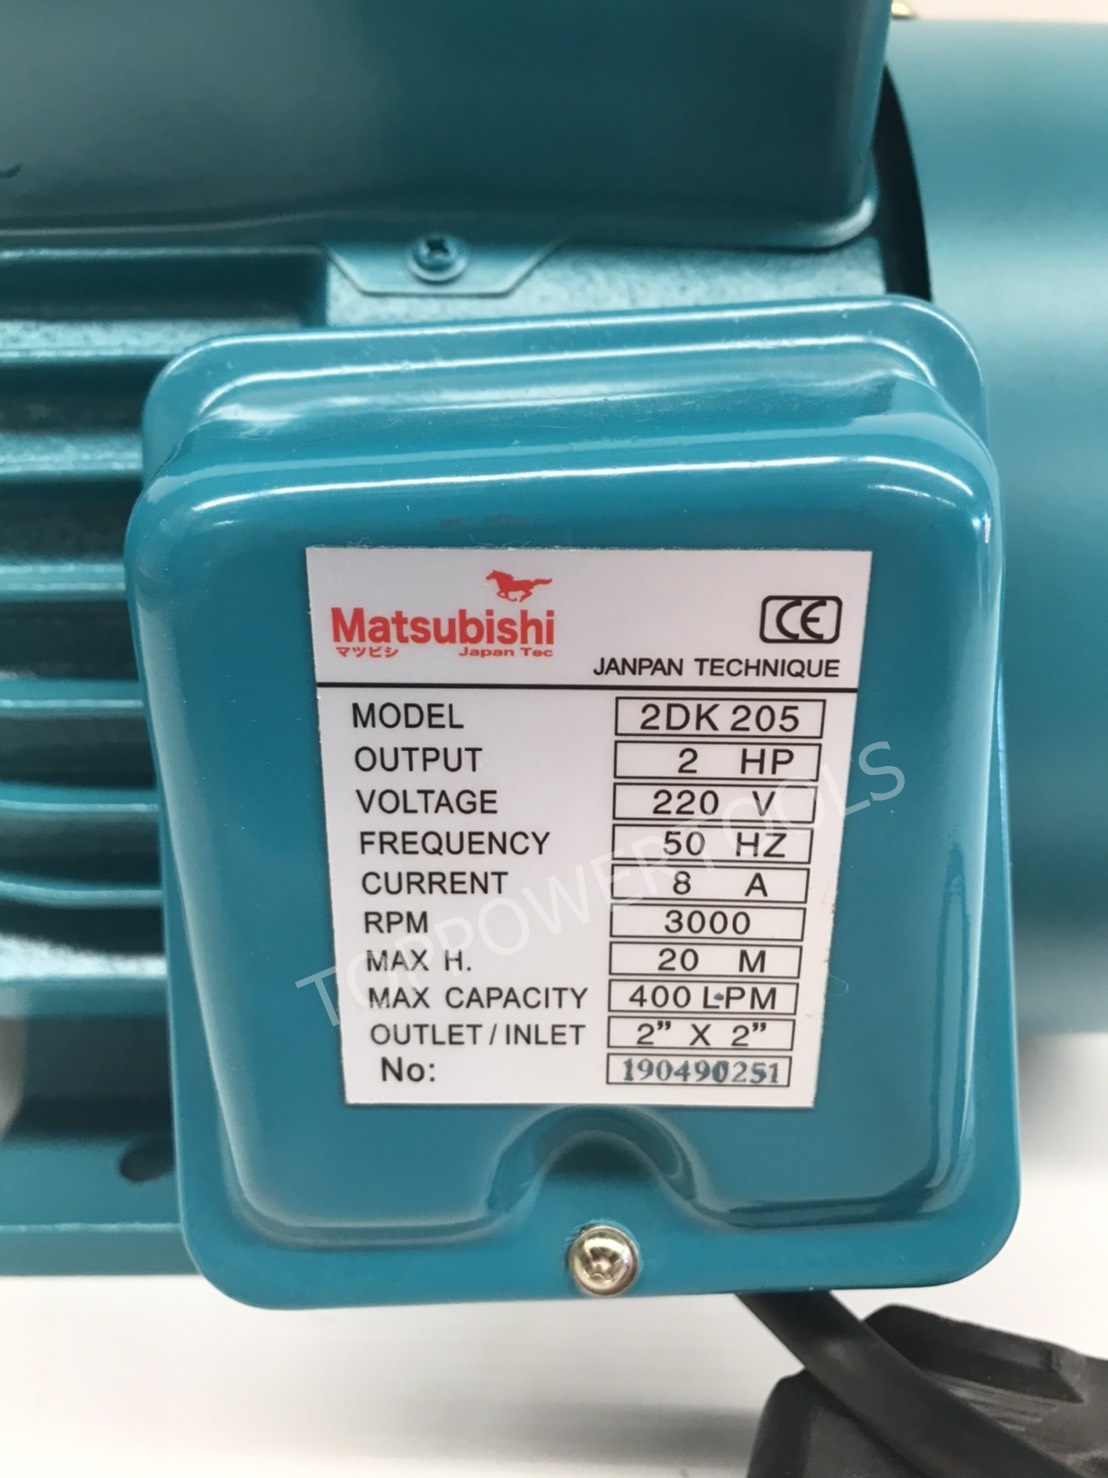 Matsubishi
マツビシ Japan Tec
CE
JANPAN TECHNIQUE
MODEL 2DK 205
OUTPUT 2 HP
VOLTAGE 220 V
FREQUENCY 50 HZ
CURRENT 8 A
RPM 3000
MAX H. 20 M
MAX CAPACITY 400 L•PM
OUTLET / INLET 2” X 2”
No: 190490251
TOPPOWERTOOLS